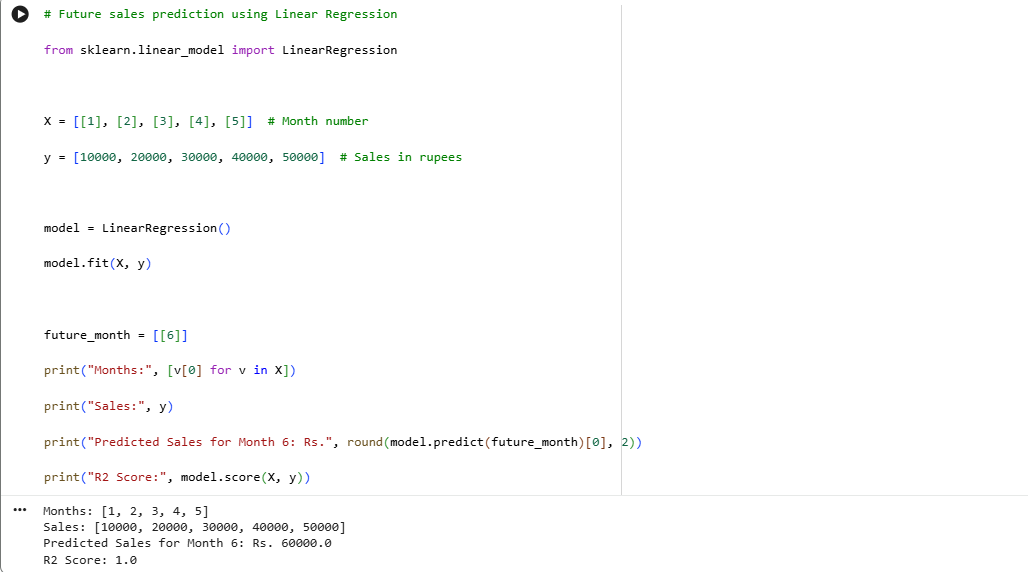 # Future sales prediction using Linear Regression
from sklearn.linear_model import LinearRegression
X = [[1], [2], [3], [4], [5]]  # Month number
y = [10000, 20000, 30000, 40000, 50000]  # Sales in rupees
model = LinearRegression()
model.fit(X, y)
future_month = [[6]]
print("Months:", [v[0] for v in X])
print("Sales:", y)
print("Predicted Sales for Month 6: Rs.", round(model.predict(future_month)[0], 2))
print("R2 Score:", model.score(X, y))
Months: [1, 2, 3, 4, 5]
Sales: [10000, 20000, 30000, 40000, 50000]
Predicted Sales for Month 6: Rs. 60000.0
R2 Score: 1.0